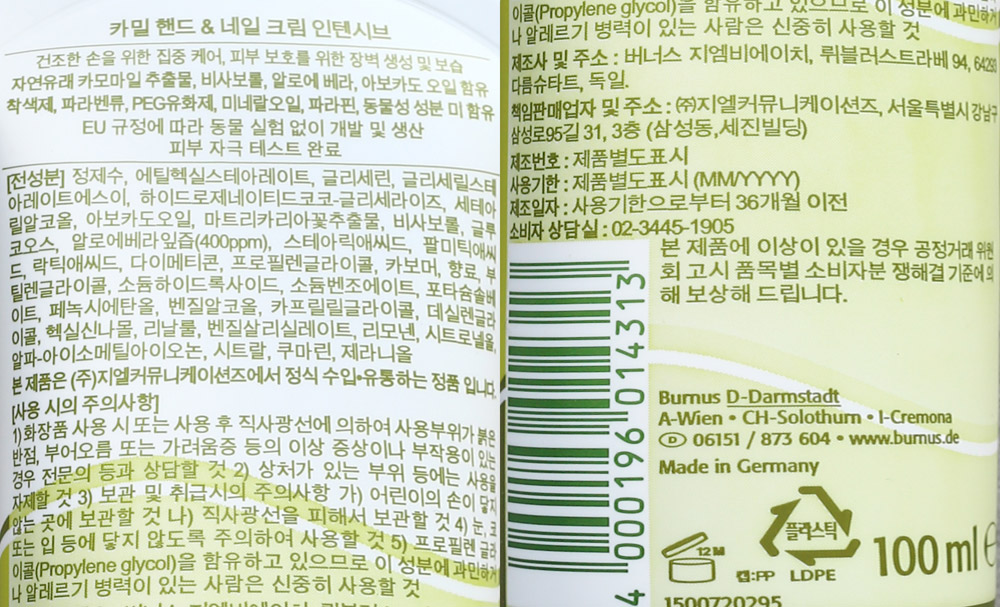 카밀 핸드 & 네일 크림 인텐시브
건조한 손을 위한 집중 케어, 피부 보호를 위한 장벽 생성 및 보습
자연유래 카모마일 추출물, 비사보롤, 알로에 베라, 아보카도 오일 함유
착색제, 파라벤류, PEG유화제, 미네랄오일, 파라핀, 동물성 성분 미 함유
EU 규정에 따라 동물 실험 없이 개발 및 생산
피부 자극 테스트 완료
[전성분] 정제수, 에틸헥실스테아레이트, 글리세린, 글리세릴스테
아레이트에스이, 하이드로제네이티드코코-글리세라이즈, 세테아
릴알코올, 아보카도오일, 마트리카리아꽃추출물, 비사보롤, 글루
코오스, 알로에베라잎즙(400ppm), 스테아릭애씨드, 팔미틱애씨
드, 락틱애씨드, 다이메티콘, 프로필렌글라이콜, 카보머, 향료, 부
틸렌글라이콜, 소듐하이드록사이드, 소듐벤조에이트, 포타슘솔베
이트, 페녹시에탄올, 벤질알코올, 카프릴릴글라이콜, 데실렌글라
이콜, 헥실신나몰, 리날룰, 벤질살리실레이트, 리모넨, 시트로넬올,
알파-아이소메틸아이오논, 시트랄, 쿠마린, 제라니올
본 제품은 (주)지엘커뮤니케이션즈에서 정식 수입•유통하는 정품 입니다.
[사용 시의 주의사항]
1) 화장품 사용 시 또는 사용 후 직사광선에 의하여 사용부위가 붉은
반점, 부어오름 또는 가려움증 등의 이상 증상이나 부작용이 있는
경우 전문의 등과 상담할 것 2) 상처가 있는 부위 등에는 사용을
자제할 것 3) 보관 및 취급시의 주의사항 가) 어린이의 손이 닿지
않는 곳에 보관할 것 나) 직사광선을 피해서 보관할 것 4) 눈, 코
또는 입 등에 닿지 않도록 주의하여 사용할 것 5) 프로필렌 글라
이콜(Propylene glycol)을 함유하고 있으므로 이 성분에 과민하거
나 알레르기 병력이 있는 사람은 신중히 사용할 것
이콜(Propylene glycol)을 함유하고 있으므로 이 성분에 과민하
나 알레르기 병력이 있는 사람은 신중히 사용할 것
제조사 및 주소 : 버너스 지엠비에이치, 뤼블러스트라베 94, 64293
다름슈타트, 독일.
책임판매업자 및 주소 : (주)지엘커뮤니케이션즈, 서울특별시 강남구
삼성로95길 31, 3층 (삼성동,세진빌딩)
제조번호 : 제품별도표시
사용기한 : 제품별도표시 (MM/YYYY)
제조일자 : 사용기한으로부터 36개월 이전
소비자 상담실 : 02-3445-1905
본 제품에 이상이 있을 경우 공정거래 위원
회 고시 품목별 소비자분 쟁해결 기준에 의
해 보상해 드립니다.
4 000196 014313
Burnus D-Darmstadt
A-Wien • CH-Solothurn • I-Cremona
D 06151 / 873 604 • www.burnus.de
Made in Germany
12 M
플라스틱
캡:PP LDPE
100 ml e
1500720295